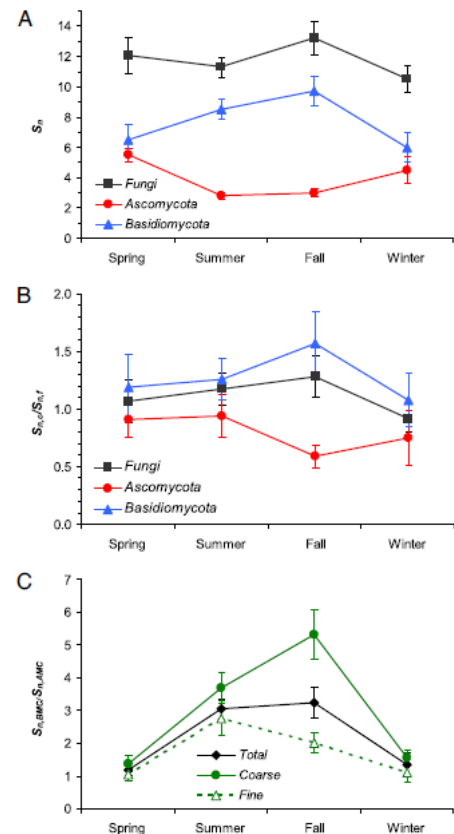 A
14
12
10
8
6
4
2
0
Sn
Fungi
Ascomycota
Basidiomycota
Spring Summer Fall Winter
B
2.0
1.5
1.0
0.5
0.0
Sn,c/Sn,f
Fungi
Ascomycota
Basidiomycota
Spring Summer Fall Winter
C
7
6
5
4
3
2
1
0
Sn,BMC/Sn,AMC
Total
Coarse
Fine
Spring Summer Fall Winter